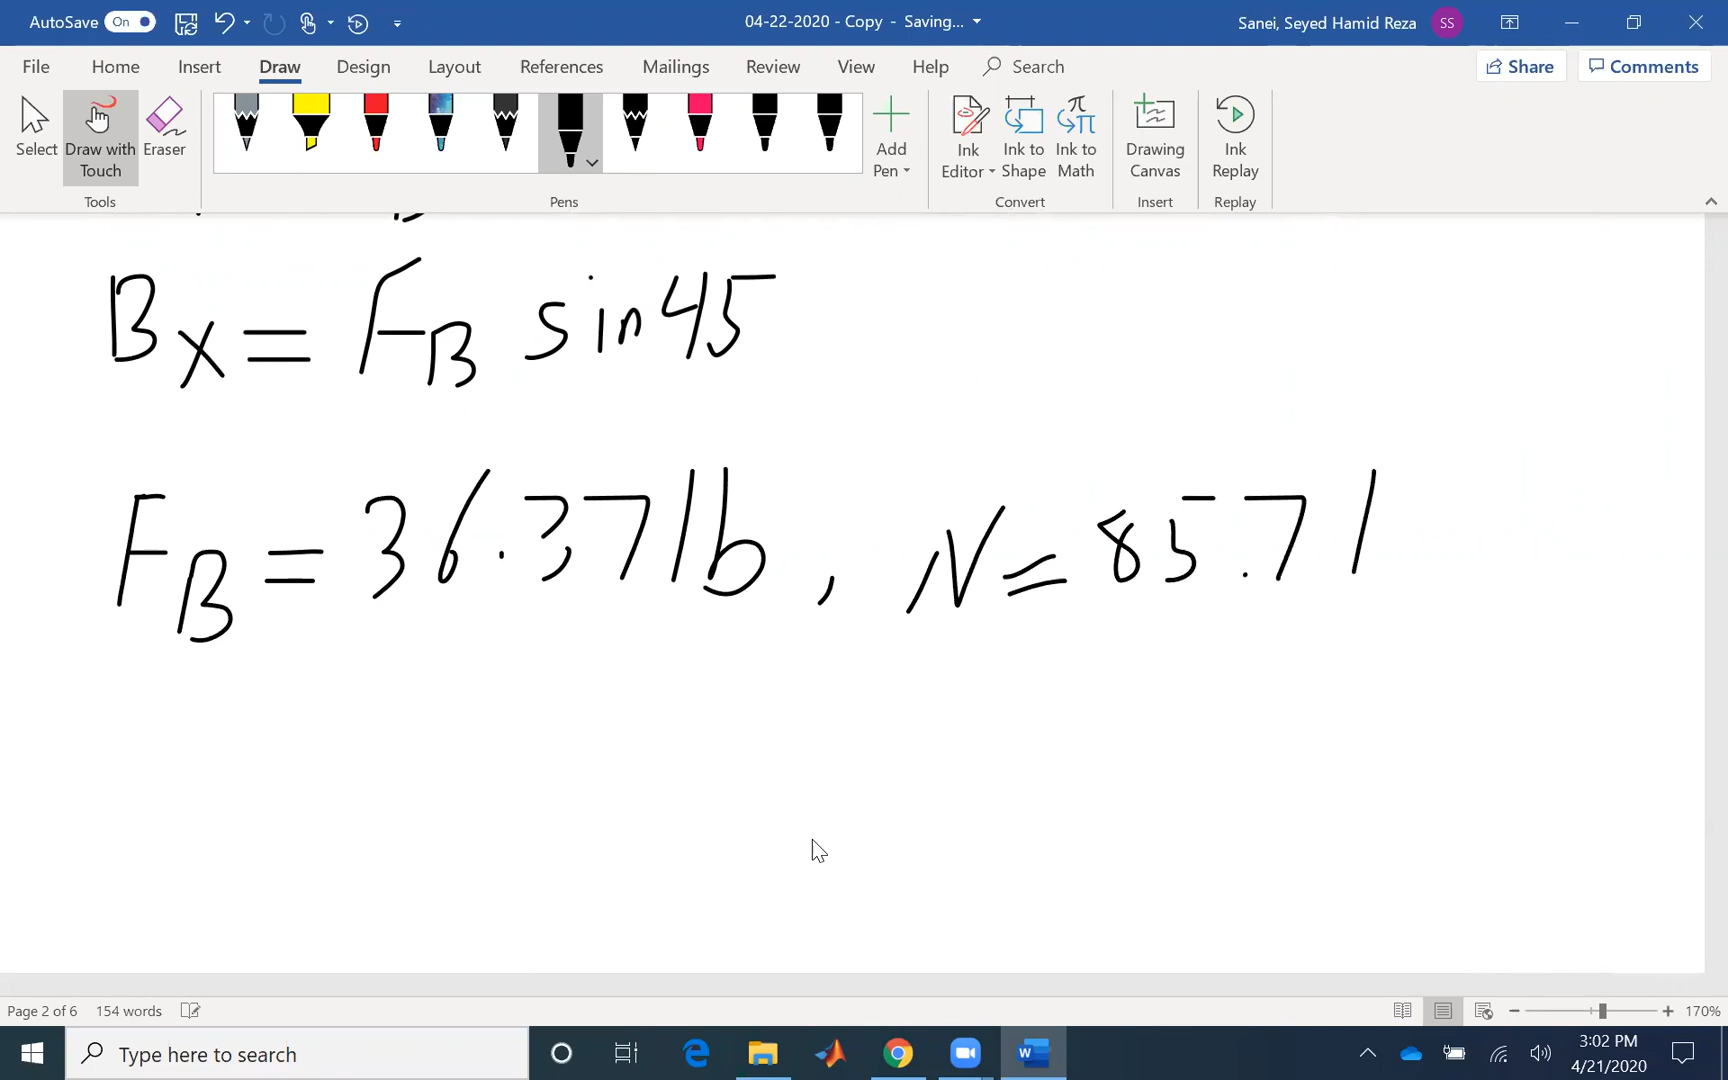 AutoSave On 04-22-2020 - Copy - Saving... Sanei, Seyed Hamid Reza SS
File Home Insert Draw Design Layout References Mailings Review View Help Search Share Comments
Select Draw with Touch Eraser Add Pen Ink Editor Ink to Shape Ink to Math Drawing Canvas Ink Replay
Tools Pens Convert Insert Replay
Bx = FB sin45
FB = 36.37 lb, N = 85.7 l
Page 2 of 6 154 words 170%
Type here to search 3:02 PM
4/21/2020